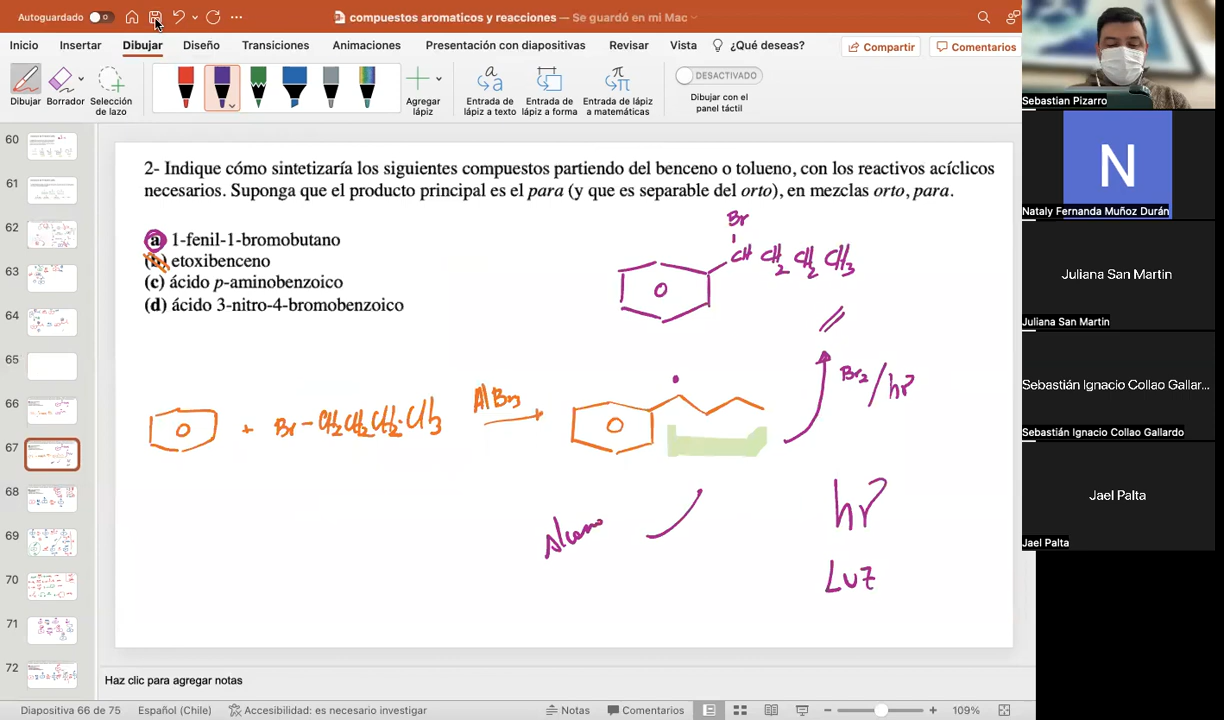 Autoguardado
compuestos aromaticos y reacciones — Se guardó en mi Mac
Inicio Insertar Dibujar Diseño Transiciones Animaciones Presentación con diapositivas Revisar Vista ¿Qué deseas? Compartir Comentarios
Dibujar Borrador Selección de lazo
Agregar lápiz
Entrada de lápiz a texto
Entrada de lápiz a forma
Entrada de lápiz a matemáticas
DESACTIVADO
Dibujar con el panel táctil
60
61
62
63
64
65
66
67
68
69
70
71
72
2- Indique cómo sintetizaría los siguientes compuestos partiendo del benceno o tolueno, con los reactivos acíclicos
necesarios. Suponga que el producto principal es el para (y que es separable del orto), en mezclas orto, para.
(a) 1-fenil-1-bromobutano
(b) etoxibenceno
(c) ácido p-aminobenzoico
(d) ácido 3-nitro-4-bromobenzoico
Br
CH CH2 CH2 CH3
+ Br-CH2CH2CH2-CH3
AlBr3
Br2/hν
hν
Luz
Haz clic para agregar notas
Diapositiva 66 de 75 Español (Chile) Accesibilidad: es necesario investigar Notas Comentarios 109%
Sebastian Pizarro
N
Nataly Fernanda Muñoz Durán
Juliana San Martin
Juliana San Martin
Sebastián Ignacio Collao Gallar...
Sebastián Ignacio Collao Gallardo
Jael Palta
Jael Palta